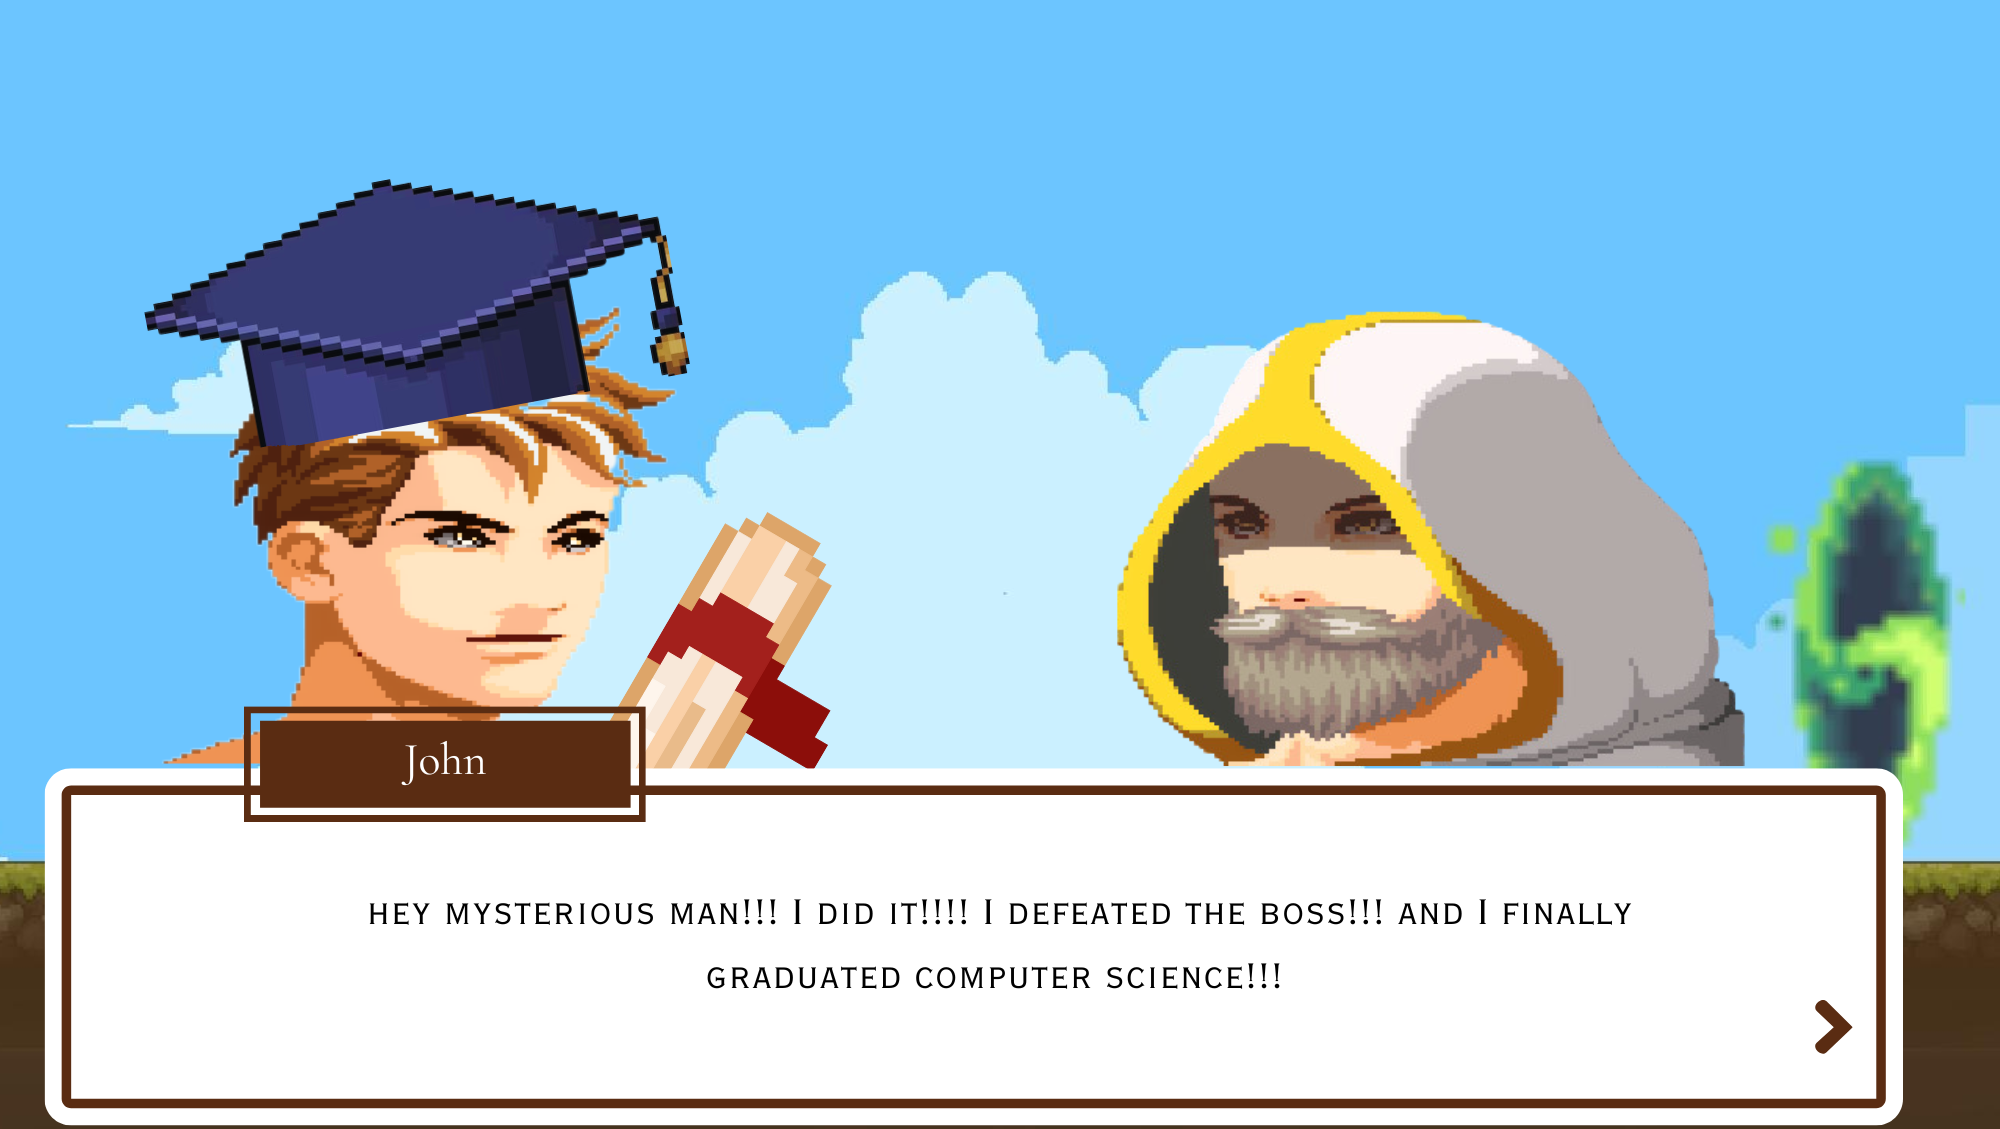 John
HEY MYSTERIOUS MAN!!! I DID IT!!!! I DEFEATED THE BOSS!!! AND I FINALLY
GRADUATED COMPUTER SCIENCE!!!